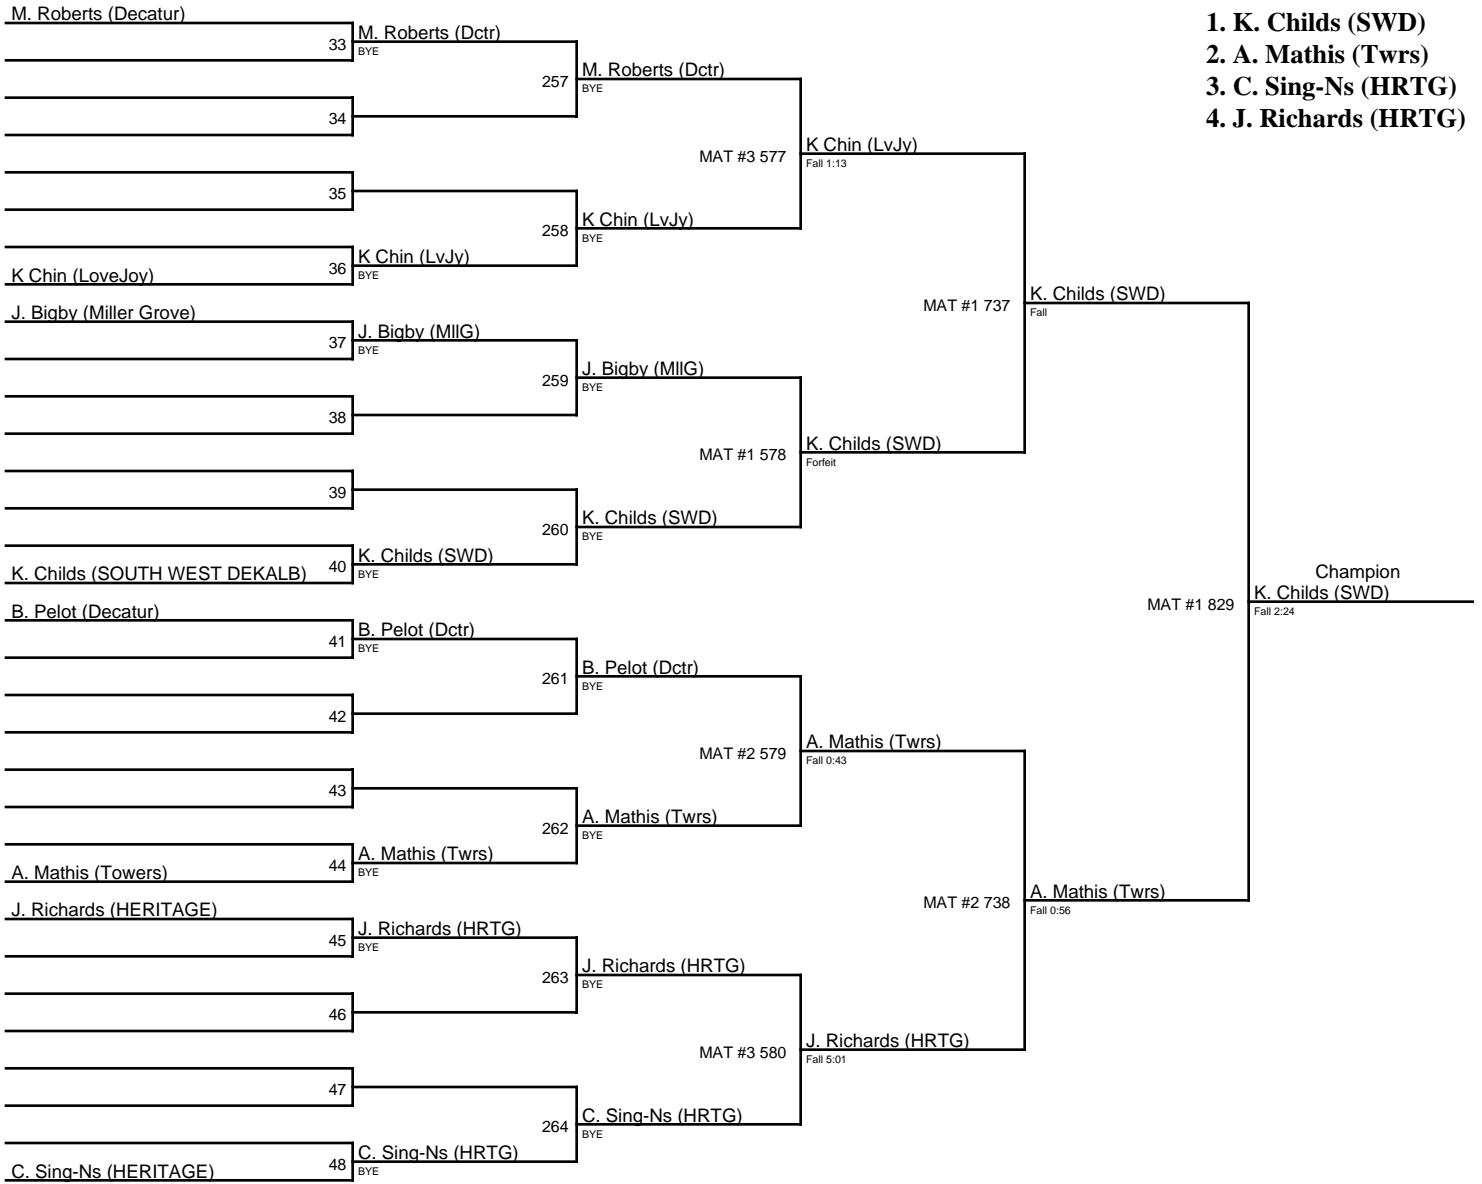 M. Roberts (Decatur)
33
M. Roberts (Dctr)
BYE
257
M. Roberts (Dctr)
BYE
34
MAT #3 577
K Chin (LvJy)
Fall 1:13
35
258
K Chin (LvJy)
BYE
36
K Chin (LvJy)
BYE
K Chin (LoveJoy)
MAT #1 737
K. Childs (SWD)
Fall
J. Bigby (Miller Grove)
37
J. Bigby (MllG)
BYE
259
J. Bigby (MllG)
BYE
38
MAT #1 578
K. Childs (SWD)
Forfeit
39
260
K. Childs (SWD)
BYE
40
K. Childs (SWD)
BYE
K. Childs (SOUTH WEST DEKALB)
MAT #1 829
Champion
K. Childs (SWD)
Fall 2:24
B. Pelot (Decatur)
41
B. Pelot (Dctr)
BYE
261
B. Pelot (Dctr)
BYE
42
MAT #2 579
A. Mathis (Twrs)
Fall 0:43
43
262
A. Mathis (Twrs)
BYE
44
A. Mathis (Twrs)
BYE
A. Mathis (Towers)
MAT #2 738
A. Mathis (Twrs)
Fall 0:56
J. Richards (HERITAGE)
45
J. Richards (HRTG)
BYE
263
J. Richards (HRTG)
BYE
46
MAT #3 580
J. Richards (HRTG)
Fall 5:01
47
264
C. Sing-Ns (HRTG)
BYE
48
C. Sing-Ns (HRTG)
BYE
C. Sing-Ns (HERITAGE)
1. K. Childs (SWD)
2. A. Mathis (Twrs)
3. C. Sing-Ns (HRTG)
4. J. Richards (HRTG)